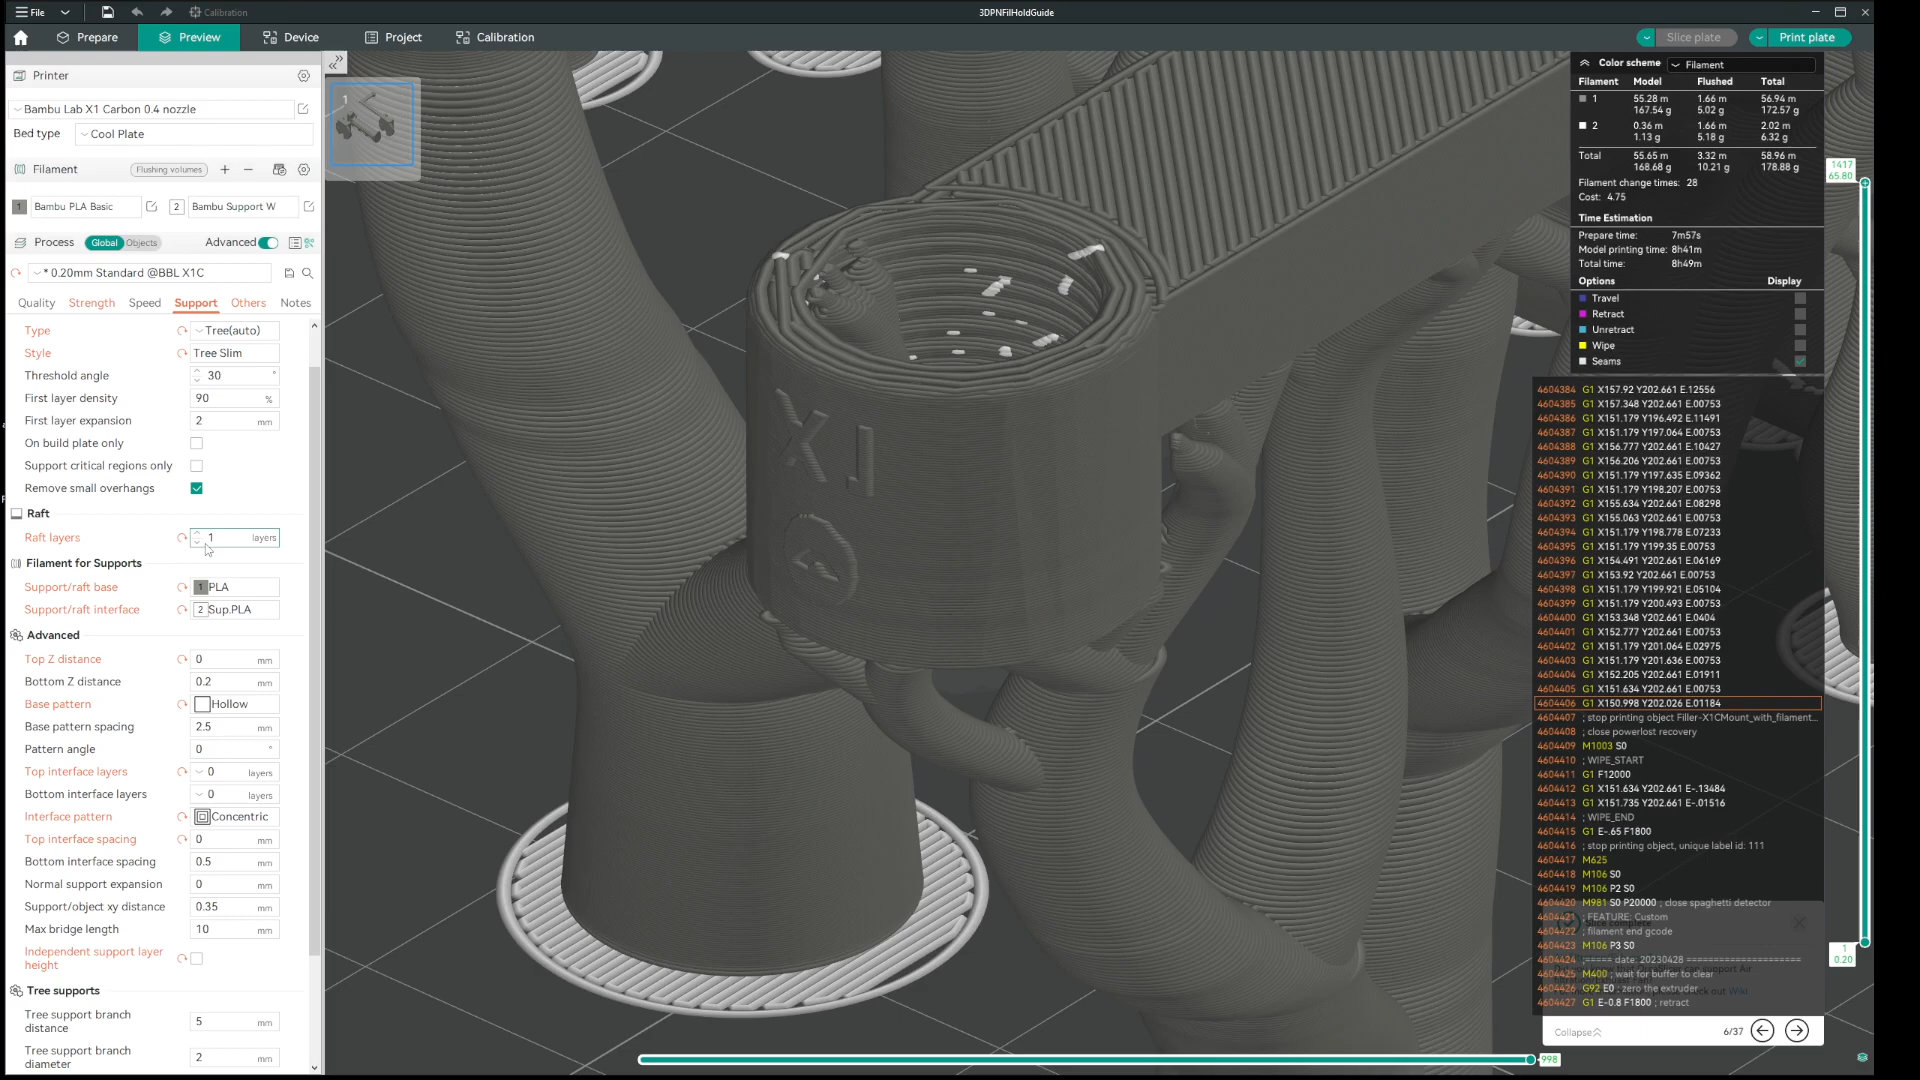 File
Calibration
3DPNFilHoldGuide
Prepare
Preview
Device
Project
Calibration
Slice plate
Print plate
Printer
Bambu Lab X1 Carbon 0.4 nozzle
Bed type
Cool Plate
Filament
Flushing volumes
1
Bambu PLA Basic
2
Bambu Support W
Process
Global
Objects
Advanced
* 0.20mm Standard @BBL X1C
Quality
Strength
Speed
Support
Others
Notes
Type
Tree(auto)
Style
Tree Slim
Threshold angle
30 °
First layer density
90 %
First layer expansion
2 mm
On build plate only
Support critical regions only
Remove small overhangs
Raft
Raft layers
1 layers
Filament for Supports
Support/raft base
1 PLA
Support/raft interface
2 Sup.PLA
Advanced
Top Z distance
0 mm
Bottom Z distance
0.2 mm
Base pattern
Hollow
Base pattern spacing
2.5 mm
Pattern angle
0 °
Top interface layers
0 layers
Bottom interface layers
0 layers
Interface pattern
Concentric
Top interface spacing
0 mm
Bottom interface spacing
0.5 mm
Normal support expansion
0 mm
Support/object xy distance
0.35 mm
Max bridge length
10 mm
Independent support layer
height
Tree supports
Tree support branch
distance
5 mm
Tree support branch
diameter
2 mm
1
X1
Color scheme
Filament
Filament Model Flushed Total
1 55.28 m 1.66 m 56.94 m
167.54 g 5.02 g 172.57 g
2 0.36 m 1.66 m 2.02 m
1.13 g 5.18 g 6.32 g
Total 55.65 m 3.32 m 58.96 m
168.68 g 10.21 g 178.88 g
Filament change times: 28
Cost: 4.75
Time Estimation
Prepare time: 7m57s
Model printing time: 8h41m
Total time: 8h49m
Options Display
Travel
Retract
Unretract
Wipe
Seams
1417
65.80
4604384 G1 X157.92 Y202.661 E.12556
4604385 G1 X157.348 Y202.661 E.00753
4604386 G1 X151.179 Y196.492 E.11491
4604387 G1 X151.179 Y197.064 E.00753
4604388 G1 X156.777 Y202.661 E.10427
4604389 G1 X156.206 Y202.661 E.00753
4604390 G1 X151.179 Y197.635 E.09362
4604391 G1 X151.179 Y198.207 E.00753
4604392 G1 X155.634 Y202.661 E.08298
4604393 G1 X155.063 Y202.661 E.00753
4604394 G1 X151.179 Y198.778 E.07233
4604395 G1 X151.179 Y199.35 E.00753
4604396 G1 X154.491 Y202.661 E.06169
4604397 G1 X153.92 Y202.661 E.00753
4604398 G1 X151.179 Y199.921 E.05104
4604399 G1 X151.179 Y200.493 E.00753
4604400 G1 X153.348 Y202.661 E.0404
4604401 G1 X152.777 Y202.661 E.00753
4604402 G1 X151.179 Y201.064 E.02975
4604403 G1 X151.179 Y201.636 E.00753
4604404 G1 X152.205 Y202.661 E.01911
4604405 G1 X151.634 Y202.661 E.00753
4604406 G1 X150.998 Y202.026 E.01184
4604407 ; stop printing object Filler-X1CMount_with_filament...
4604408 ; close powerlost recovery
4604409 M1003 S0
4604410 ; WIPE_START
4604411 G1 F12000
4604412 G1 X151.634 Y202.661 E-.13484
4604413 G1 X151.735 Y202.661 E-.01516
4604414 ; WIPE_END
4604415 G1 E-.65 F1800
4604416 ; stop printing object, unique label id: 111
4604417 M625
4604418 M106 S0
4604419 M106 P2 S0
4604420 M981 S0 P20000 ; close spaghetti detector
4604421 ; FEATURE: Custom
4604422 ; filament end gcode
4604423 M106 P3 S0
4604424 ;===== date: 20230428 =====================
4604425 M400 ; wait for buffer to clear
4604426 G92 E0 ; zero the extruder
4604427 G1 E-0.8 F1800 ; retract
Wiki
1
0.20
Collapse
6/37
998